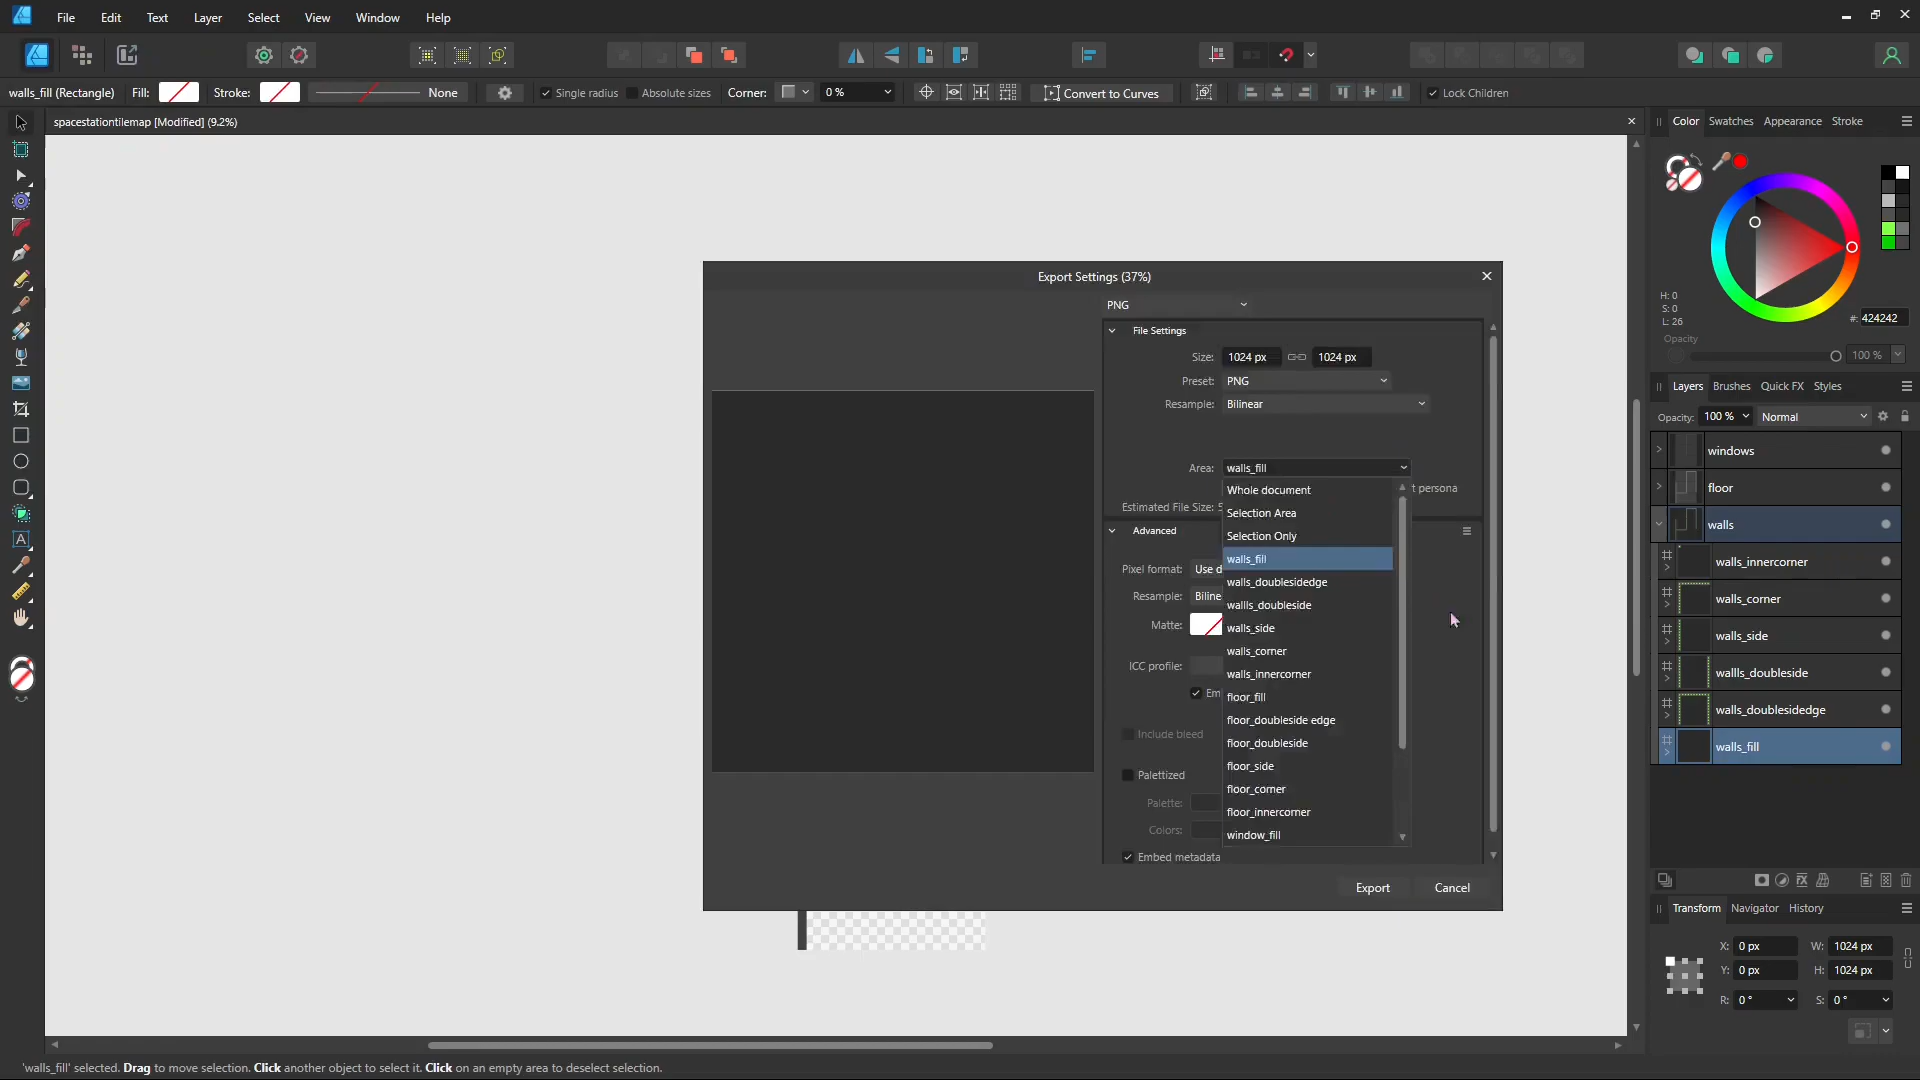 File Edit Text Layer Select View Window Help
walls_fill (Rectangle) Fill: Stroke: None Single radius Absolute sizes Corner: 0 % Convert to Curves Lock Children
spacestationtilemap [Modified] (9.2%)
Color Swatches Appearance Stroke
H: 0
S: 0
L: 26
#: 424242
Opacity
100 %
Export Settings (37%)
PNG
File Settings
Size: 1024 px 1024 px
Preset: PNG
Resample: Bilinear
Area: walls_fill
Whole document
t persona
Estimated File Size: 5
Selection Area
Selection Only
Advanced
walls_fill
Pixel format: Use d
walls_doublesidedge
Resample: Biline
wallls_doubleside
Matte:
walls_side
walls_corner
ICC profile:
walls_innercorner
Em
floor_fill
floor_doubleside edge
Include bleed
floor_doubleside
floor_side
Palettized
floor_corner
Palette:
floor_innercorner
Colors:
window_fill
Embed metadata
Export Cancel
Layers Brushes Quick FX Styles
Opacity: 100 % Normal
windows
floor
walls
walls_innercorner
walls_corner
walls_side
wallls_doubleside
walls_doublesidedge
walls_fill
Transform Navigator History
X: 0 px W: 1024 px
Y: 0 px H: 1024 px
R: 0 ° S: 0 °
'walls_fill' selected. Drag to move selection. Click another object to select it. Click on an empty area to deselect selection.